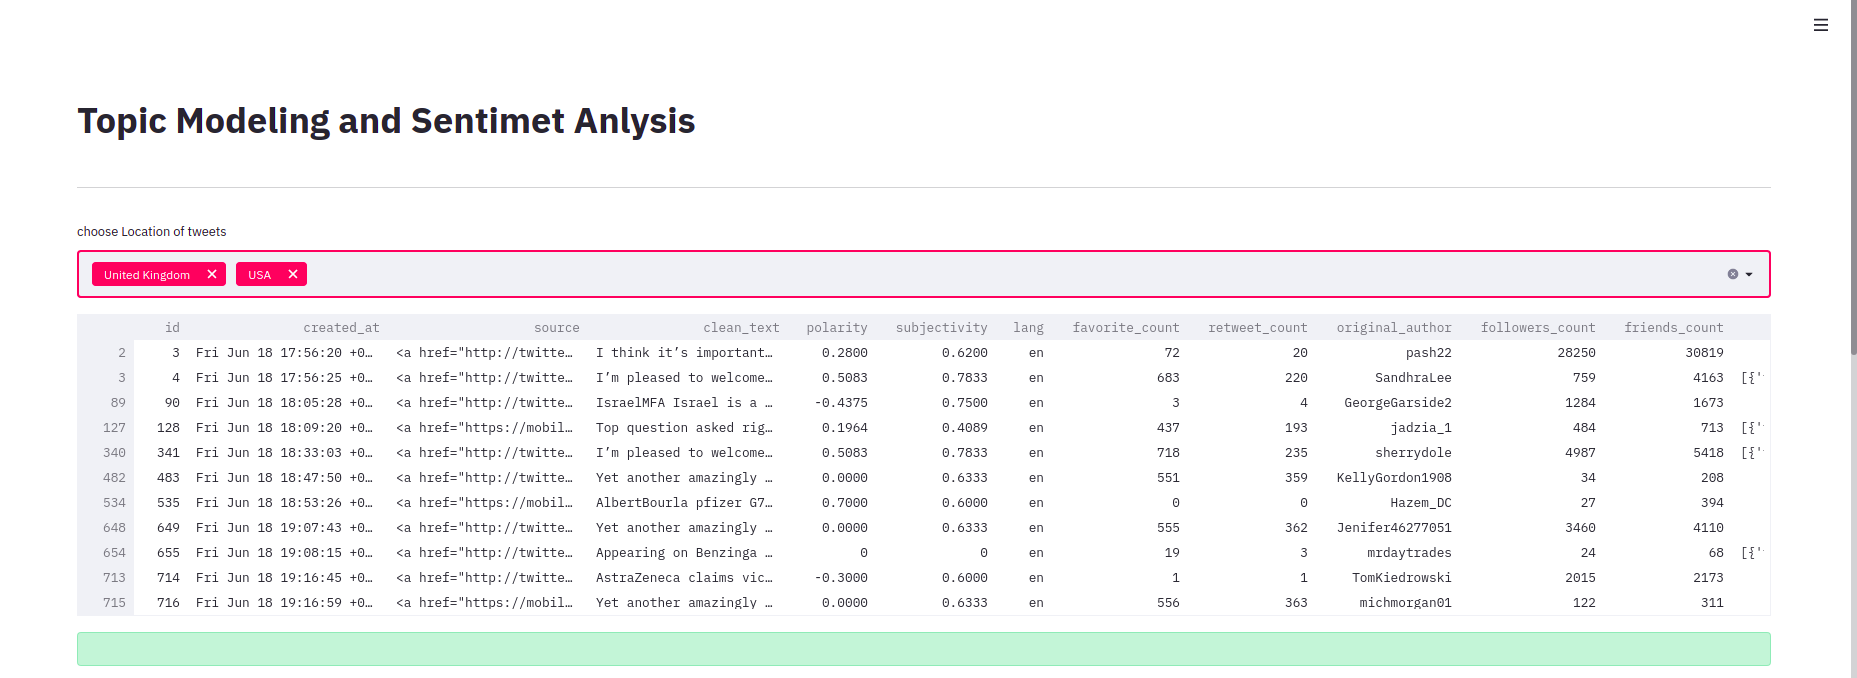 Topic Modeling and Sentimet Anlysis
choose Location of tweets
United Kingdom USA
id created_at source clean_text polarity subjectivity lang favorite_count retweet_count original_author followers_count friends_count
2 3 Fri Jun 18 17:56:20 +0… <a href="http://twitte… I think it’s important… 0.2800 0.6200 en 72 20 pash22 28250 30819
3 4 Fri Jun 18 17:56:25 +0… <a href="http://twitte… I’m pleased to welcome… 0.5083 0.7833 en 683 220 SandhraLee 759 4163 [{'
89 90 Fri Jun 18 18:05:28 +0… <a href="http://twitte… IsraelMFA Israel is a … -0.4375 0.7500 en 3 4 GeorgeGarside2 1284 1673
127 128 Fri Jun 18 18:09:20 +0… <a href="https://mobil… Top question asked rig… 0.1964 0.4089 en 437 193 jadzia_1 484 713 [{'
340 341 Fri Jun 18 18:33:03 +0… <a href="http://twitte… I’m pleased to welcome… 0.5083 0.7833 en 718 235 sherrydole 4987 5418 [{'
482 483 Fri Jun 18 18:47:50 +0… <a href="http://twitte… Yet another amazingly … 0.0000 0.6333 en 551 359 KellyGordon1908 34 208
534 535 Fri Jun 18 18:53:26 +0… <a href="https://mobil… AlbertBourla pfizer G7… 0.7000 0.6000 en 0 0 Hazem_DC 27 394
648 649 Fri Jun 18 19:07:43 +0… <a href="http://twitte… Yet another amazingly … 0.0000 0.6333 en 555 362 Jenifer46277051 3460 4110
654 655 Fri Jun 18 19:08:15 +0… <a href="http://twitte… Appearing on Benzinga … 0 0 en 19 3 mrdaytrades 24 68 [{'
713 714 Fri Jun 18 19:16:45 +0… <a href="http://twitte… AstraZeneca claims vic… -0.3000 0.6000 en 1 1 TomKiedrowski 2015 2173
715 716 Fri Jun 18 19:16:59 +0… <a href="https://mobil… Yet another amazingly … 0.0000 0.6333 en 556 363 michmorgan01 122 311